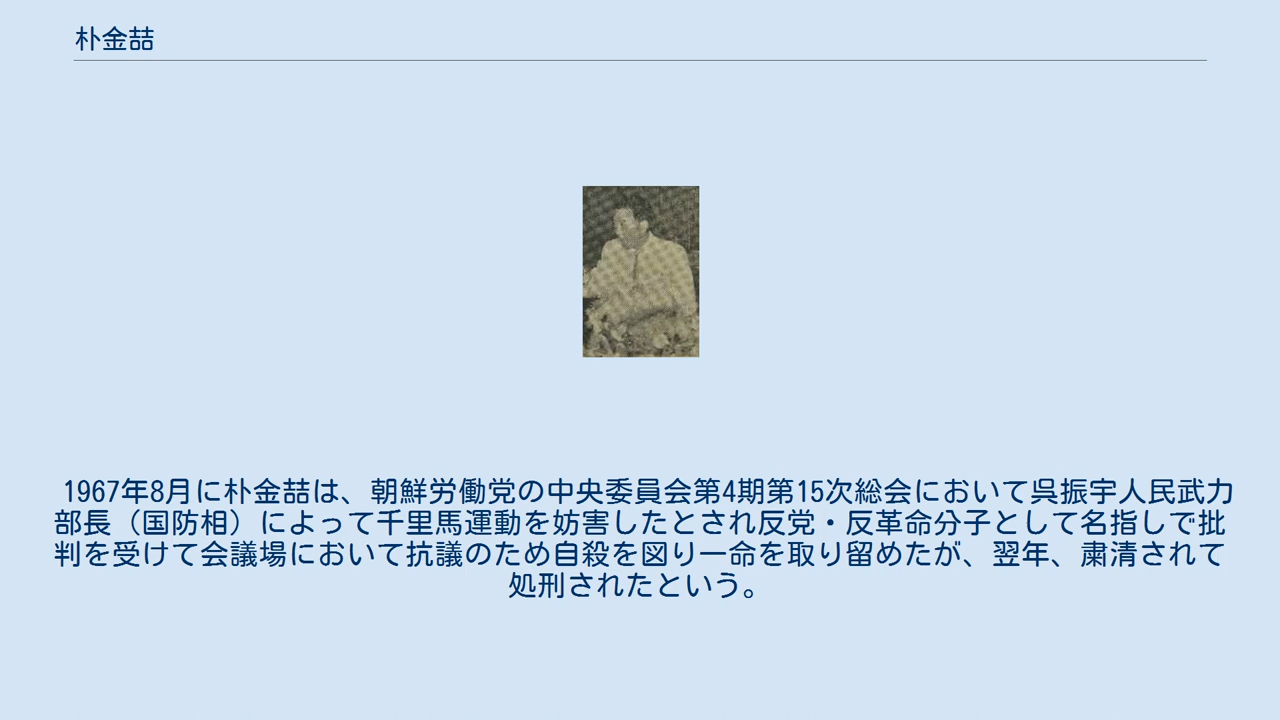 朴金喆
1967年8月に朴金喆は、朝鮮労働党の中央委員会第4期第15次総会において呉振宇人民武力
部長（国防相）によって千里馬運動を妨害したとされ反党・反革命分子として名指しで批
判を受けて会議場において抗議のため自殺を図り一命を取り留めたが、翌年、粛清されて
処刑されたという。